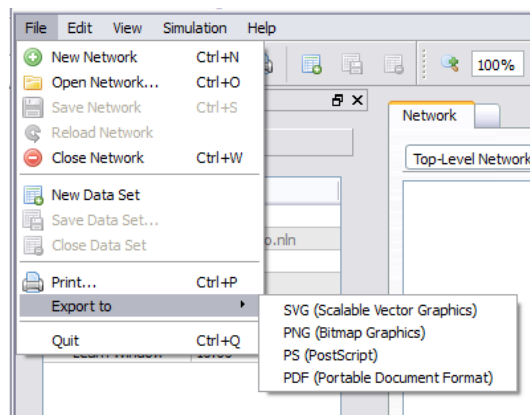 File Edit View Simulation Help
New Network Ctrl+N
Open Network... Ctrl+O
Save Network Ctrl+S
Reload Network
Close Network Ctrl+W
New Data Set
Save Data Set...
Close Data Set
Print... Ctrl+P
Export to
Quit Ctrl+Q
SVG (Scalable Vector Graphics)
PNG (Bitmap Graphics)
PS (PostScript)
PDF (Portable Document Format)
100%
Network
Top-Level Network
o.nln